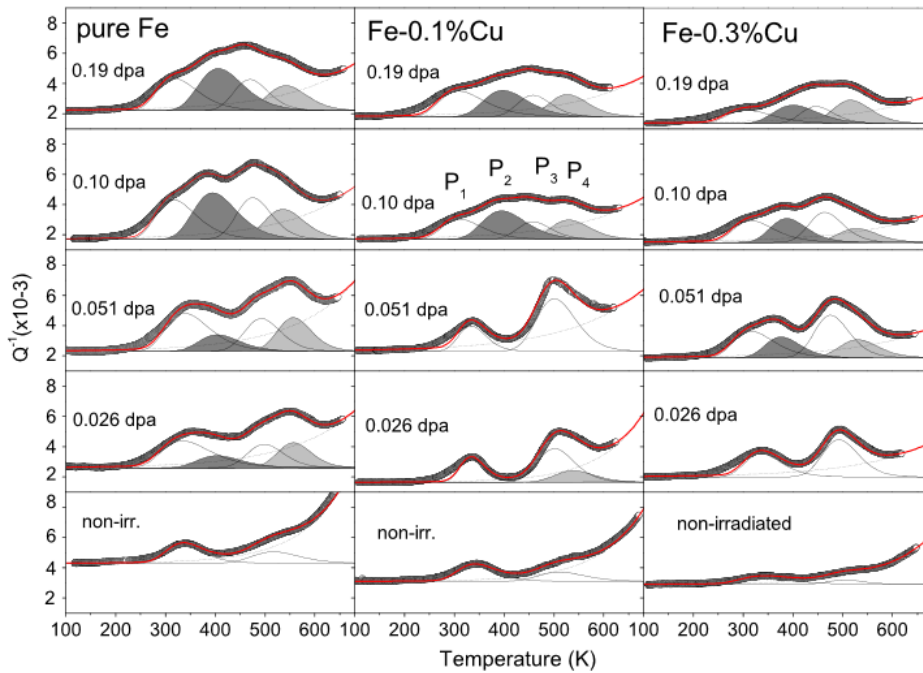 pure Fe
Fe-0.1%Cu
Fe-0.3%Cu
8
6
4
2
0.19 dpa
0.19 dpa
0.19 dpa
8
6
4
2
0.10 dpa
P1 P2 P3 P4
0.10 dpa
0.10 dpa
8
6
4
2
0.051 dpa
0.051 dpa
0.051 dpa
8
6
4
2
0.026 dpa
0.026 dpa
0.026 dpa
8
6
4
2
non-irr.
non-irr.
non-irradiated
Q-1(x10-3)
100 200 300 400 500 600 100 200 300 400 500 600 100 200 300 400 500 600
Temperature (K)